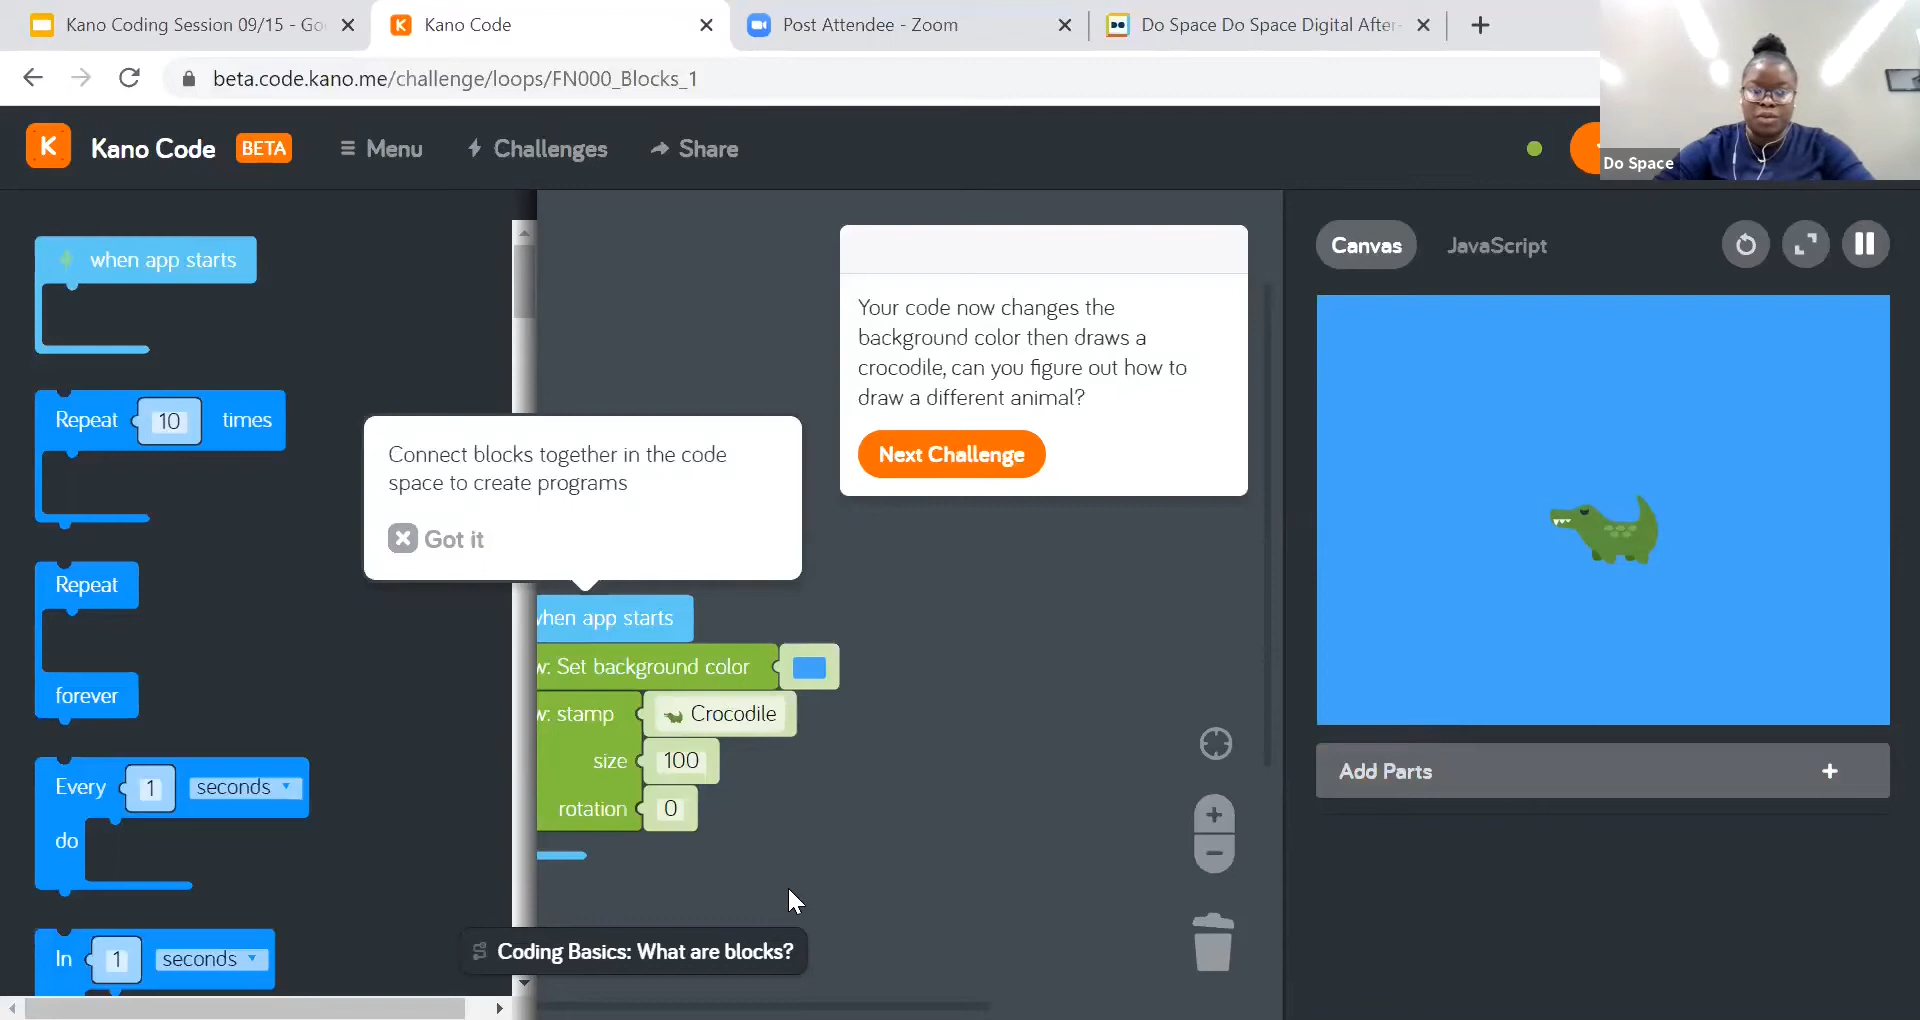 Kano Coding Session 09/15 - Go
Kano Code
Post Attendee - Zoom
Do Space Do Space Digital After-
beta.code.kano.me/challenge/loops/FN000_Blocks_1
Do Space
K Kano Code BETA
Menu
Challenges
Share
when app starts
Repeat 10 times
Repeat
forever
Every 1 seconds
do
In 1 seconds
Connect blocks together in the code
space to create programs
Got it
when app starts
w: Set background color
w: stamp Crocodile
size 100
rotation 0
Coding Basics: What are blocks?
Your code now changes the
background color then draws a
crocodile, can you figure out how to
draw a different animal?
Next Challenge
Canvas JavaScript
Add Parts +